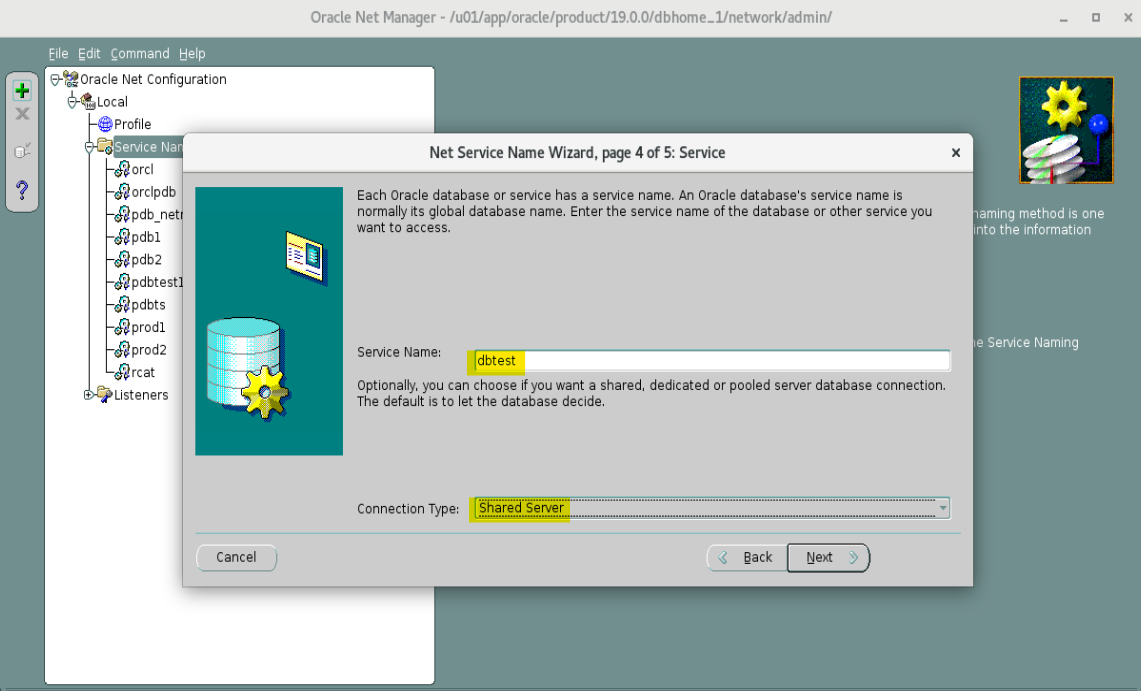 Oracle Net Manager - /u01/app/oracle/product/19.0.0/dbhome_1/network/admin/
File Edit Command Help
Oracle Net Configuration
Local
Profile
Service Nam
orcl
orclpdb
pdb_netm
pdb1
pdb2
pdbtest1
pdbts
prod1
prod2
rcat
Listeners
naming method is one
into the information
ne Service Naming
Net Service Name Wizard, page 4 of 5: Service
Each Oracle database or service has a service name. An Oracle database's service name is
normally its global database name. Enter the service name of the database or other service you
want to access.
Service Name: dbtest
Optionally, you can choose if you want a shared, dedicated or pooled server database connection.
The default is to let the database decide.
Connection Type: Shared Server
Cancel Back Next